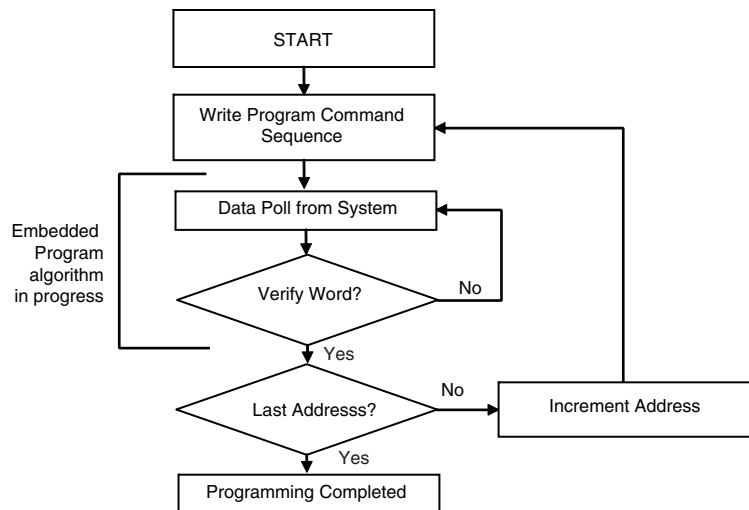 START
Write Program Command
Sequence
Data Poll from System
Embedded
Program
algorithm
in progress
Verify Word?
No
Yes
Last Addresss?
No
Increment Address
Yes
Programming Completed